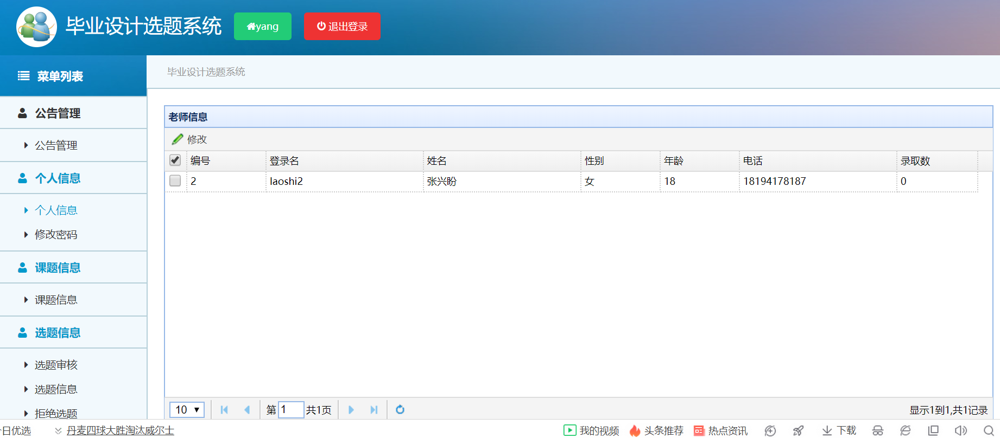 毕业设计选题系统
yang
退出登录
菜单列表
公告管理
公告管理
个人信息
个人信息
修改密码
课题信息
课题信息
选题信息
选题审核
选题信息
拒绝选题
毕业设计选题系统
老师信息
修改
编号 登录名 姓名 性别 年龄 电话 录取数
2 laoshi2 张兴盼 女 18 18194178187 0
10 第 1 共1页 显示1到1,共1记录
日优选 丹麦四球大胜淘汰威尔士 我的视频 头条推荐 热点资讯 下载